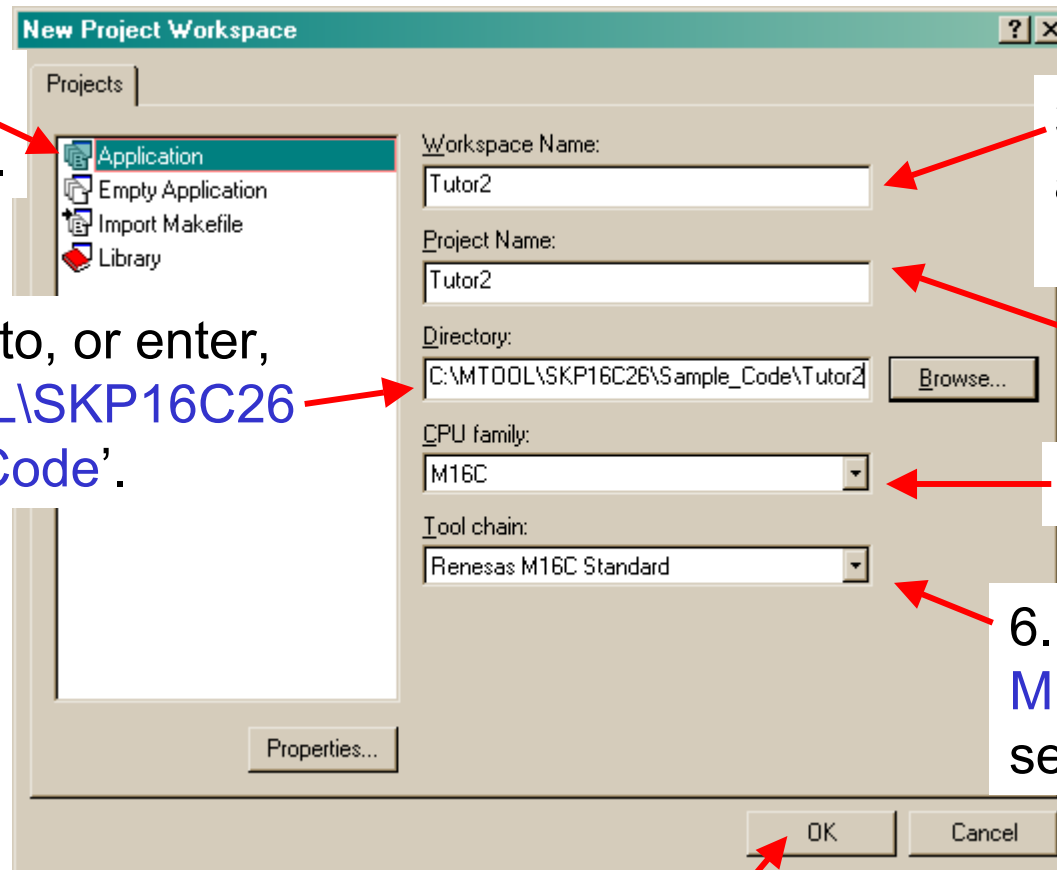 New Project Workspace
Projects
Application
Empty Application
Import Makefile
Library
.
to, or enter,
L\SKP16C26
Code’.
Workspace Name:
Tutor2
Project Name:
Tutor2
Directory:
C:\MTOOL\SKP16C26\Sample_Code\Tutor2
Browse...
CPU family:
M16C
Tool chain:
Renesas M16C Standard
6.
M
se
Properties...
OK
Cancel